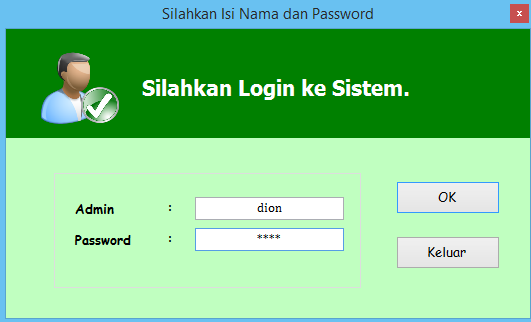 Silahkan Isi Nama dan Password
x
Silahkan Login ke Sistem.
Admin : dion
OK
Password : ****
Keluar